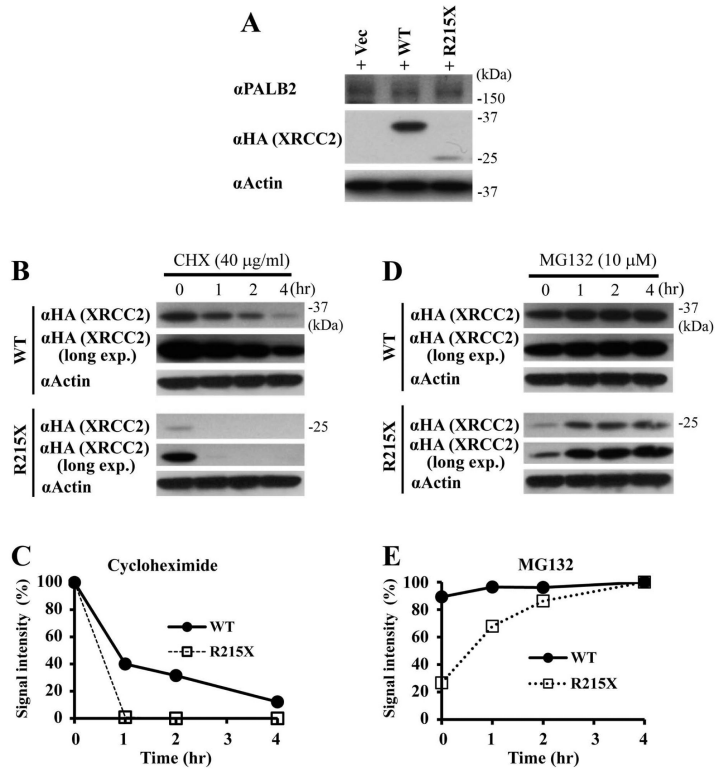 A
+ Vec
+ WT
+ R215X
(kDa)
αPALB2
-150
-37
αHA (XRCC2)
-25
αActin
-37
B
CHX (40 μg/ml)
0 1 2 4 (hr)
WT
αHA (XRCC2)
-37
(kDa)
αHA (XRCC2)
(long exp.)
αActin
R215X
αHA (XRCC2)
-25
αHA (XRCC2)
(long exp.)
αActin
D
MG132 (10 μM)
0 1 2 4 (hr)
WT
αHA (XRCC2)
-37
(kDa)
αHA (XRCC2)
(long exp.)
αActin
R215X
αHA (XRCC2)
-25
αHA (XRCC2)
(long exp.)
αActin
C
Cycloheximide
Signal intensity (%)
100
80
60
40
20
0
WT
R215X
0 1 2 3 4
Time (hr)
E
MG132
Signal intensity (%)
100
80
60
40
20
0
WT
R215X
0 1 2 3 4
Time (hr)